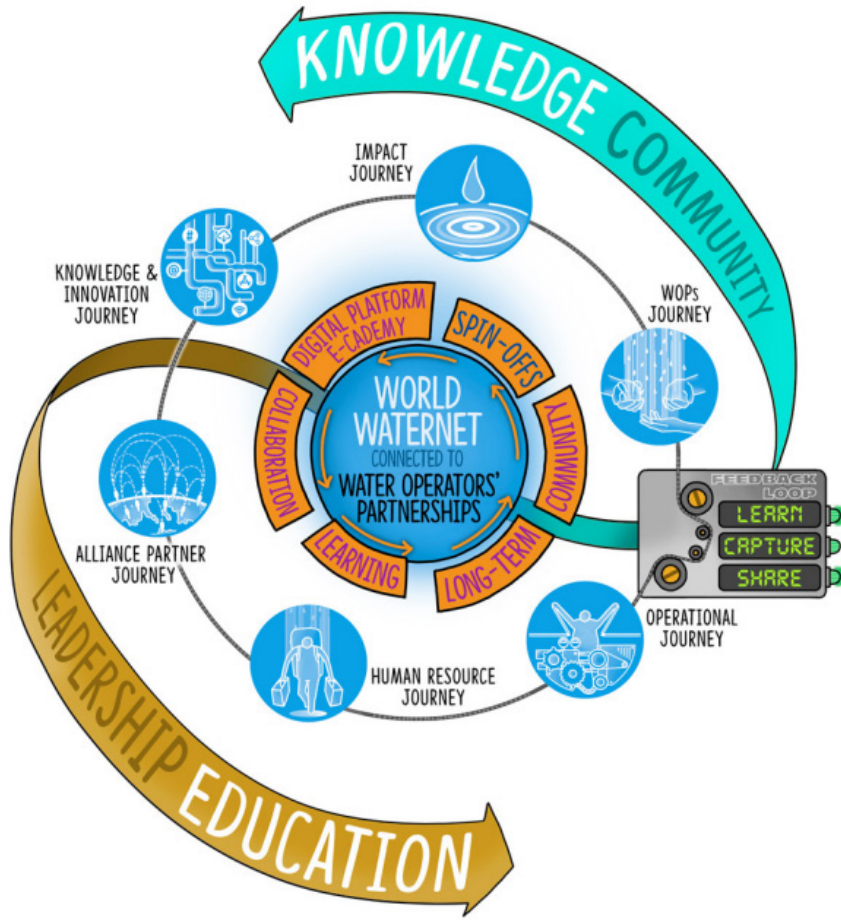 KNOWLEDGE COMMUNITY
IMPACT
JOURNEY
KNOWLEDGE &
INNOVATION
JOURNEY
WOPs
JOURNEY
DIGITAL PLATFORM
E-CADEMY
SPIN-OFFS
COLLABORATION
COMMUNITY
LEARNING
LONG-TERM
WORLD
WATERNET
CONNECTED TO
WATER OPERATORS'
PARTNERSHIPS
FEEDBACK
LOOP
LEARN
CAPTURE
SHARE
ALLIANCE PARTNER
JOURNEY
OPERATIONAL
JOURNEY
HUMAN RESOURCE
JOURNEY
LEADERSHIP EDUCATION